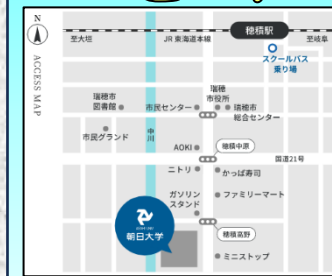 N
ACCESS MAP
至大垣
JR 東海道本線
穂積駅
至岐阜
スクールバス
乗り場
瑞穂市
図書館
市民センター
瑞穂
市役所
瑞穂市
総合センター
市民グランド
中川
AOKI
穂積中原
国道21号
ニトリ
かっぱ寿司
ガソリン
スタンド
ファミリーマート
朝日大学
穂積高野
ミニストップ